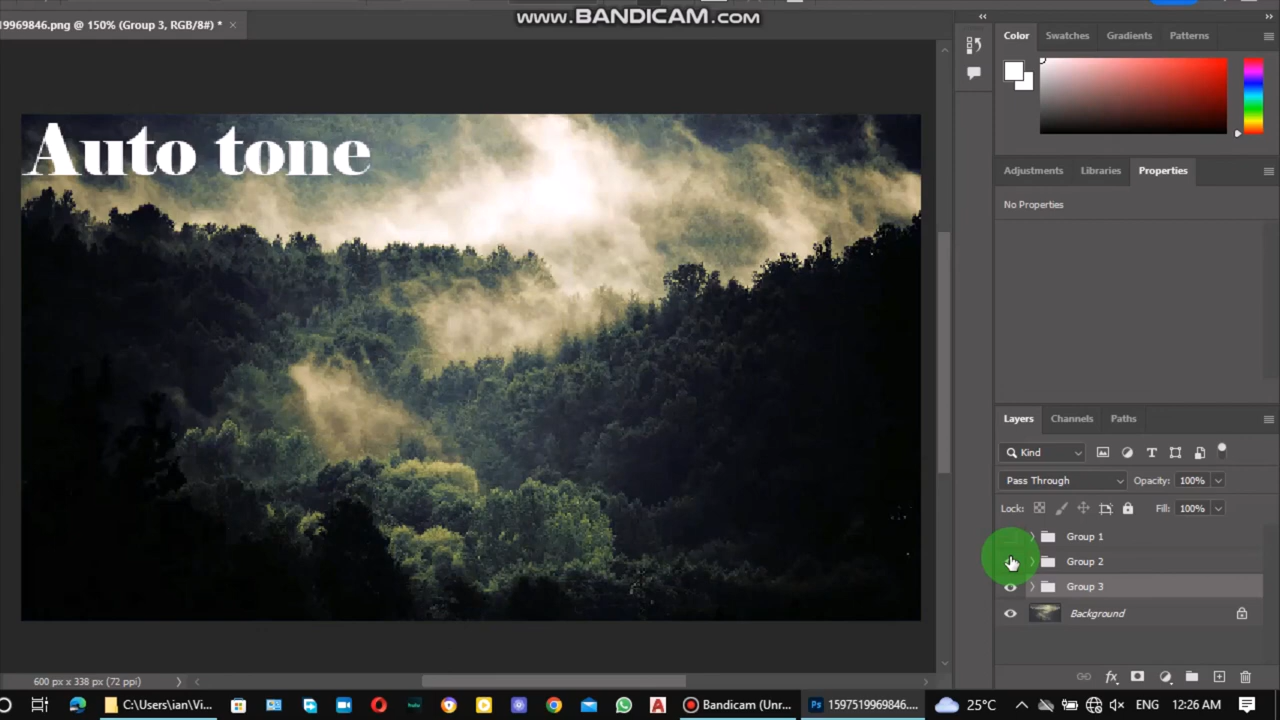 www.BANDICAM.com
19969846.png @ 150% (Group 3, RGB/8#) *
Color
Swatches
Gradients
Patterns
Auto tone
Adjustments
Libraries
Properties
No Properties
Layers
Channels
Paths
Kind
Pass Through
Opacity: 100%
Lock:
Fill: 100%
Group 1
Group 2
Group 3
Background
600 px x 338 px (72 ppi)
C:\Users\ian\Vi...
hulu
Bandicam (Unr...
1597519969846....
25°C
ENG
12:26 AM